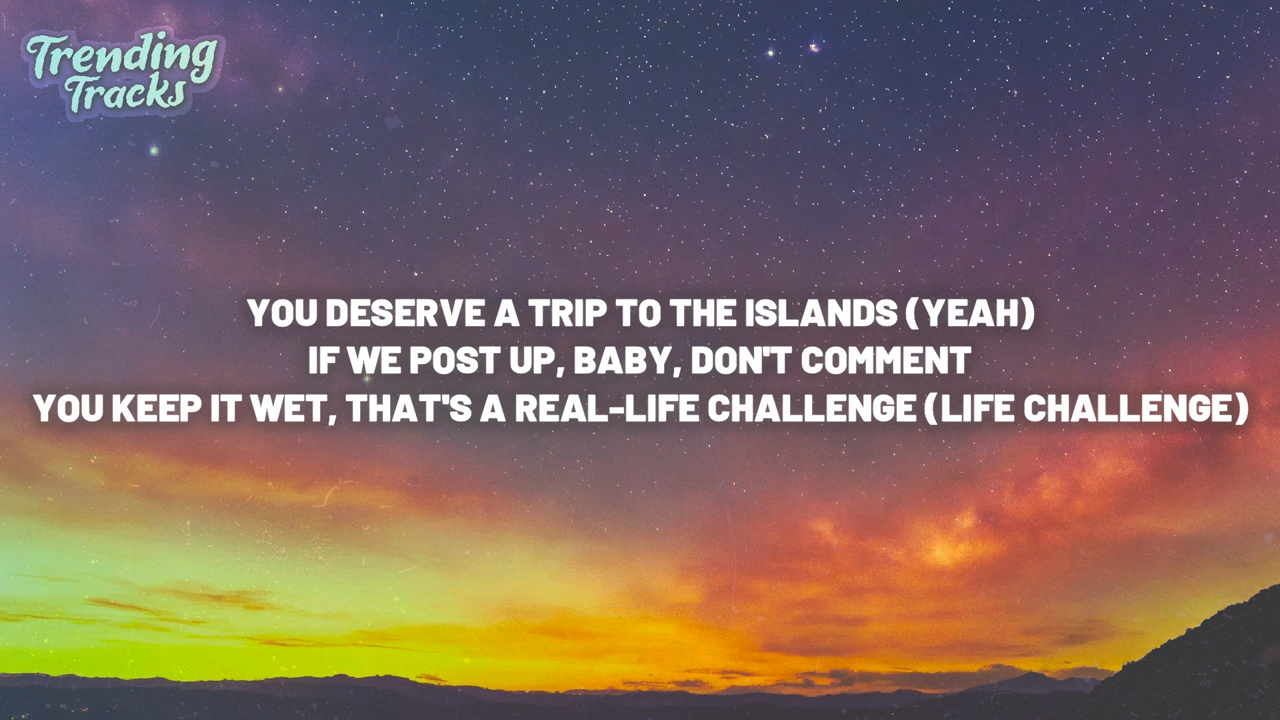 Trending
Tracks
YOU DESERVE A TRIP TO THE ISLANDS (YEAH)
IF WE POST UP, BABY, DON'T COMMENT
YOU KEEP IT WET, THAT'S A REAL-LIFE CHALLENGE (LIFE CHALLENGE)